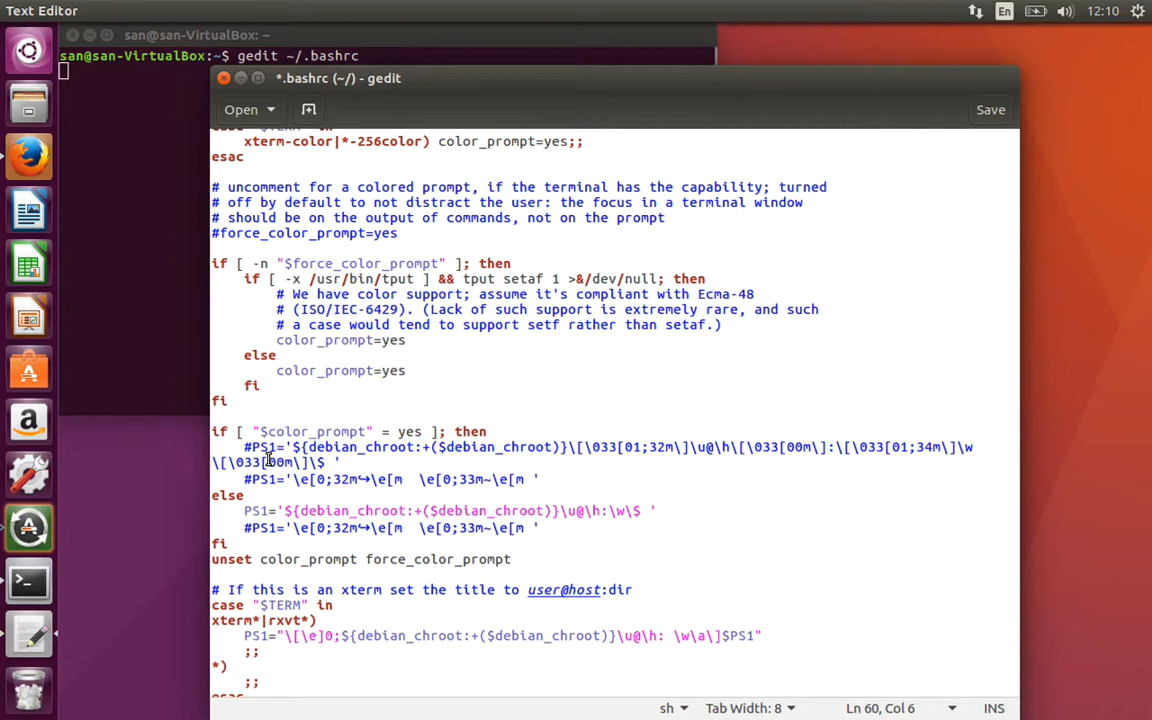 Text Editor
En
12:10
san@san-VirtualBox: ~
san@san-VirtualBox:~$ gedit ~/.bashrc
*.bashrc (~/) - gedit
Open
Save
xterm-color|*-256color) color_prompt=yes;;
esac
# uncomment for a colored prompt, if the terminal has the capability; turned
# off by default to not distract the user: the focus in a terminal window
# should be on the output of commands, not on the prompt
#force_color_prompt=yes
if [ -n "$force_color_prompt" ]; then
if [ -x /usr/bin/tput ] && tput setaf 1 >&/dev/null; then
# We have color support; assume it's compliant with Ecma-48
# (ISO/IEC-6429). (Lack of such support is extremely rare, and such
# a case would tend to support setf rather than setaf.)
color_prompt=yes
else
color_prompt=yes
fi
fi
if [ "$color_prompt" = yes ]; then
#PS1='${debian_chroot:+($debian_chroot)}\[\033[01;32m\]\u@\h\[\033[00m\]:\[\033[01;34m\]\w
\[\033[00m\]\$ '
#PS1='\e[0;32m↪\e[m  \e[0;33m~\e[m '
else
PS1='${debian_chroot:+($debian_chroot)}\u@\h:\w\$ '
#PS1='\e[0;32m↪\e[m  \e[0;33m~\e[m '
fi
unset color_prompt force_color_prompt
# If this is an xterm set the title to user@host:dir
case "$TERM" in
xterm*|rxvt*)
PS1="\[\e]0;${debian_chroot:+($debian_chroot)}\u@\h: \w\a\]$PS1"
;;
*)
;;
esac
sh
Tab Width: 8
Ln 60, Col 6
INS